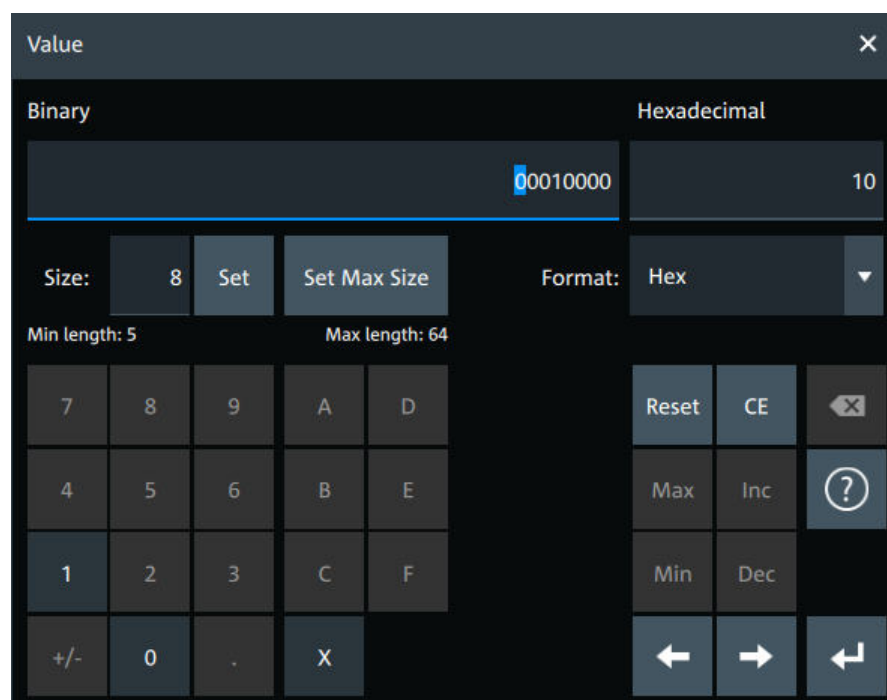 Value
Binary Hexadecimal
00010000 10
Size: 8 Set Set Max Size Format: Hex
Min length: 5 Max length: 64
7 8 9 A D Reset CE
4 5 6 B E Max Inc ?
1 2 3 C F Min Dec
+/- 0 . X